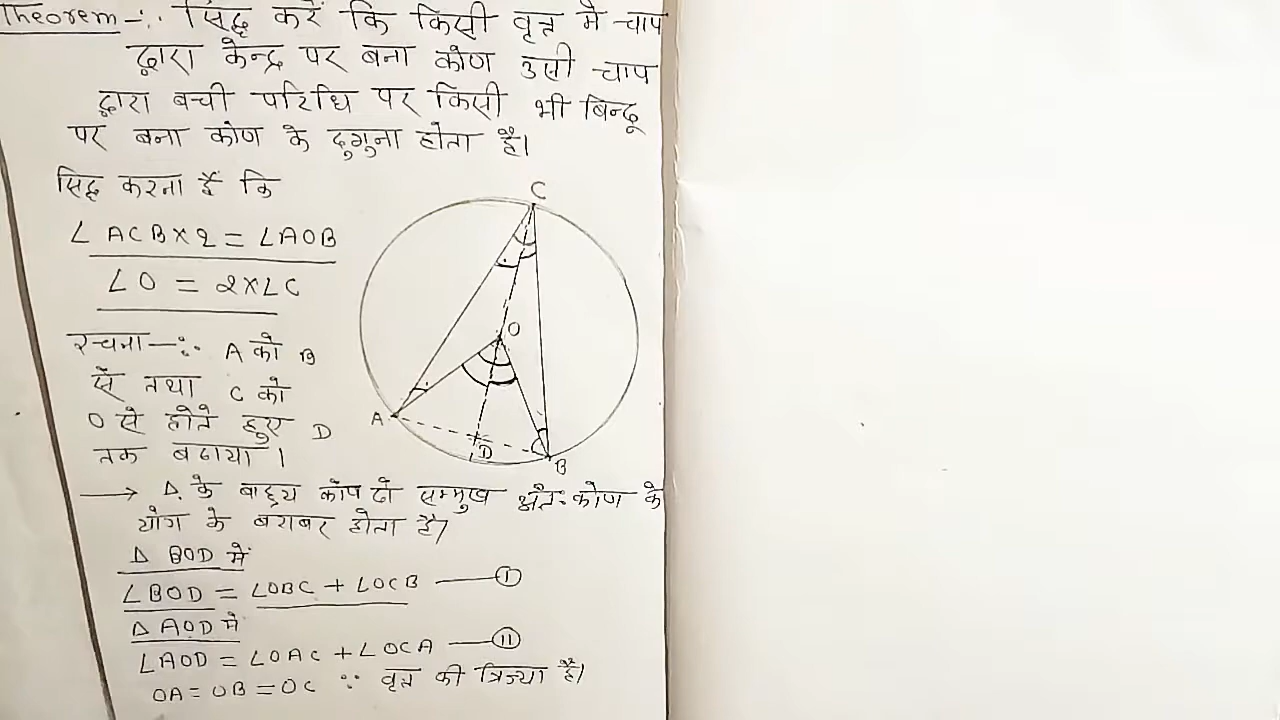 Theorem -:. सिद्ध करें कि किसी वृत्त में चाप
द्वारा केन्द्र पर बना कोण उसी चाप
द्वारा बची परिधि पर किसी भी बिन्दू
पर बना कोण के दुगुना होता है।
सिद्ध करना हैं कि
∠ ACB × 2 = ∠AOB
∠O = 2×∠C
रचना —:. A को B
से तथा C को
O से होते हुए D
तक बढाया।
C
O
A
D
B
→ Δ. के बाह्य कोण दो सम्मुख अंत: कोण के
योग के बराबर होता है।
Δ BOD में
∠BOD = ∠OBC + ∠OCB —— I
Δ AOD में
∠AOD = ∠OAC + ∠OCA —— II
OA = OB = OC ∵ वृत्त की त्रिज्या है।